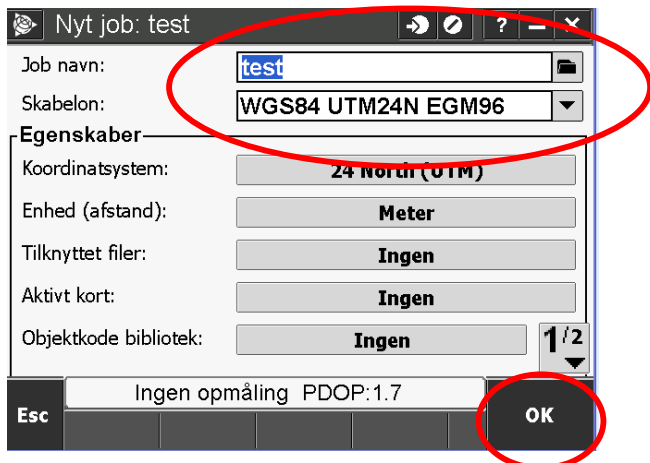 Nyt job: test ? – ×
Job navn: test
Skabelon: WGS84 UTM24N EGM96
Egenskaber
Koordinatsystem: 24 North (UTM)
Enhed (afstand): Meter
Tilknyttet filer: Ingen
Aktivt kort: Ingen
Objektkode bibliotek: Ingen 1/2
Ingen opmåling PDOP:1.7
Esc OK